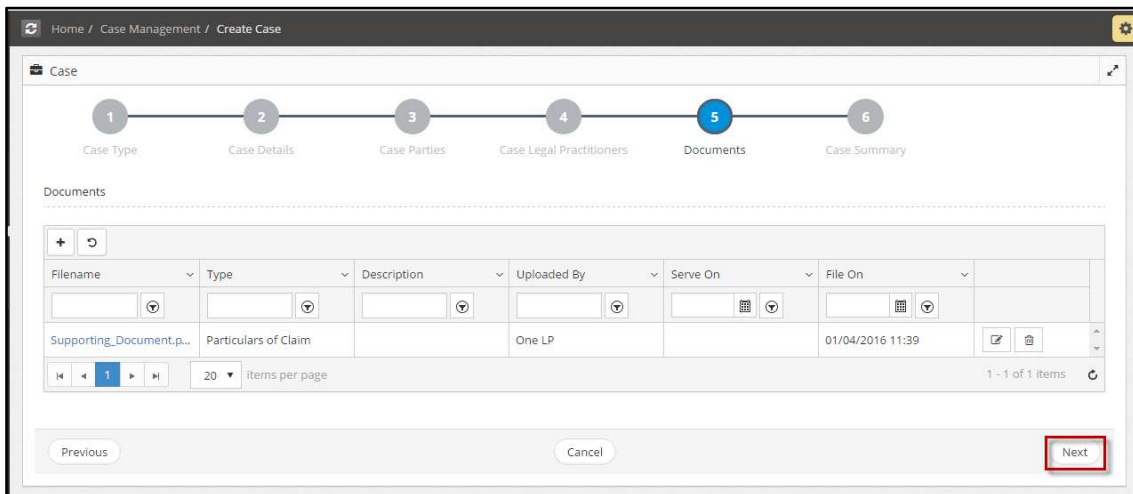 Home / Case Management / Create Case
Case
1 2 3 4 5 6
Case Type Case Details Case Parties Case Legal Practitioners Documents Case Summary
Documents
Filename Type Description Uploaded By Serve On File On
Supporting_Document.p... Particulars of Claim One LP 01/04/2016 11:39
1 20 items per page 1 - 1 of 1 items
Previous Cancel Next